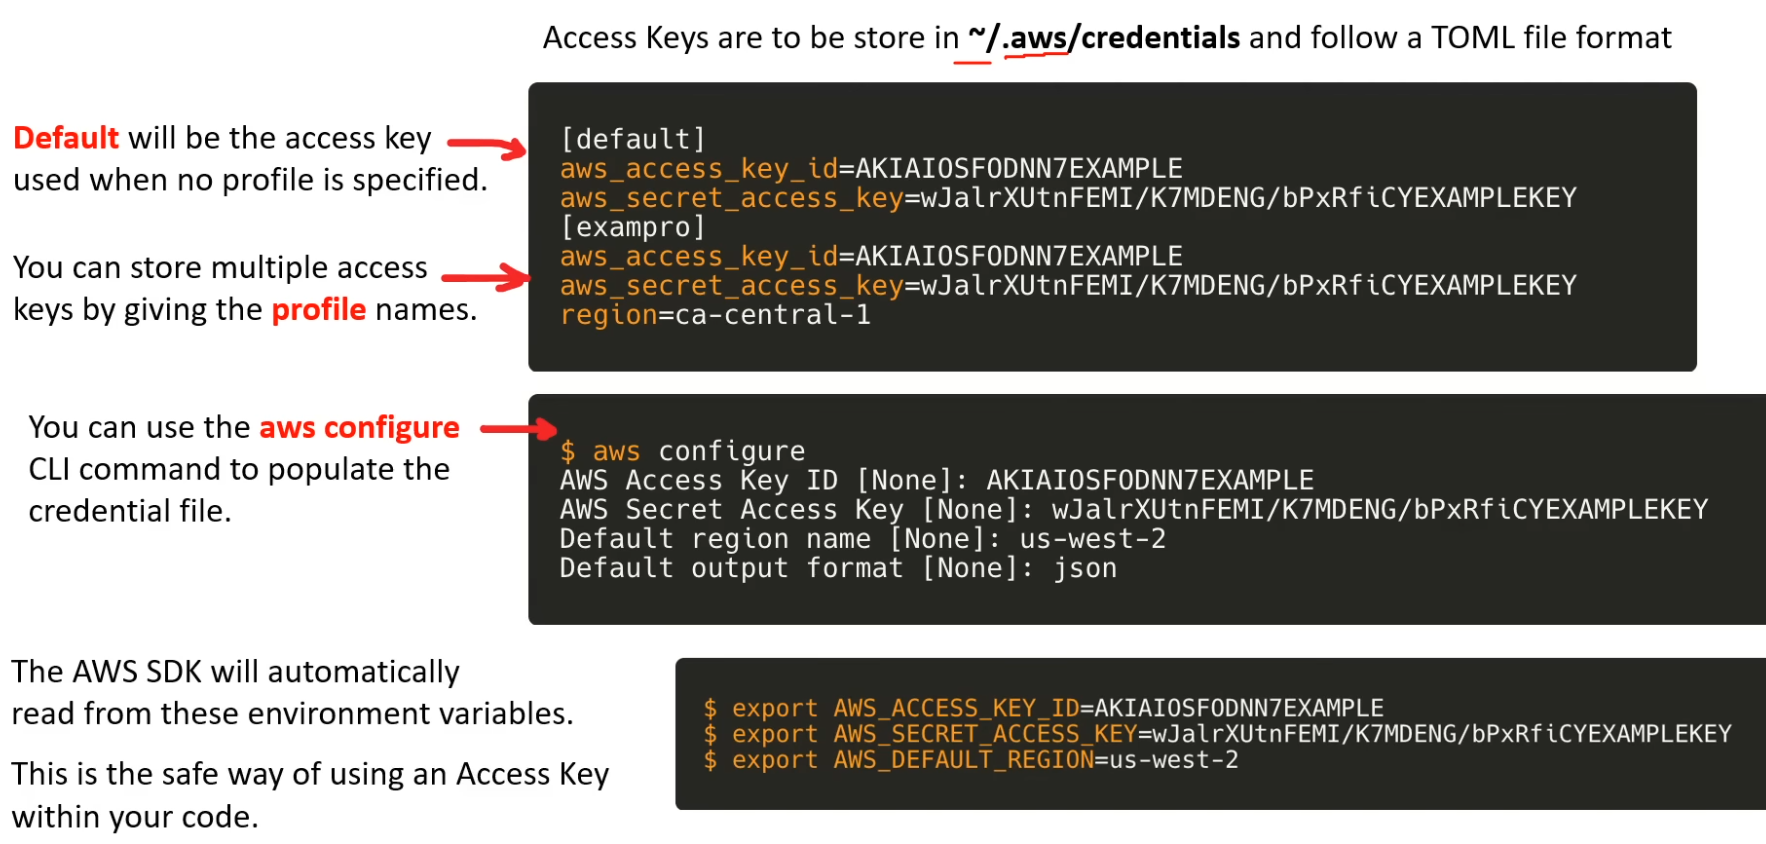 Access Keys are to be store in ~/.aws/credentials and follow a TOML file format
Default will be the access key
used when no profile is specified.
[default]
aws_access_key_id=AKIAIOSFODNN7EXAMPLE
aws_secret_access_key=wJalrXUtnFEMI/K7MDENG/bPxRfiCYEXAMPLEKEY
[exampro]
aws_access_key_id=AKIAIOSFODNN7EXAMPLE
aws_secret_access_key=wJalrXUtnFEMI/K7MDENG/bPxRfiCYEXAMPLEKEY
region=ca-central-1
You can store multiple access
keys by giving the profile names.
You can use the aws configure
CLI command to populate the
credential file.
$ aws configure
AWS Access Key ID [None]: AKIAIOSFODNN7EXAMPLE
AWS Secret Access Key [None]: wJalrXUtnFEMI/K7MDENG/bPxRfiCYEXAMPLEKEY
Default region name [None]: us-west-2
Default output format [None]: json
The AWS SDK will automatically
read from these environment variables.
This is the safe way of using an Access Key
within your code.
$ export AWS_ACCESS_KEY_ID=AKIAIOSFODNN7EXAMPLE
$ export AWS_SECRET_ACCESS_KEY=wJalrXUtnFEMI/K7MDENG/bPxRfiCYEXAMPLEKEY
$ export AWS_DEFAULT_REGION=us-west-2